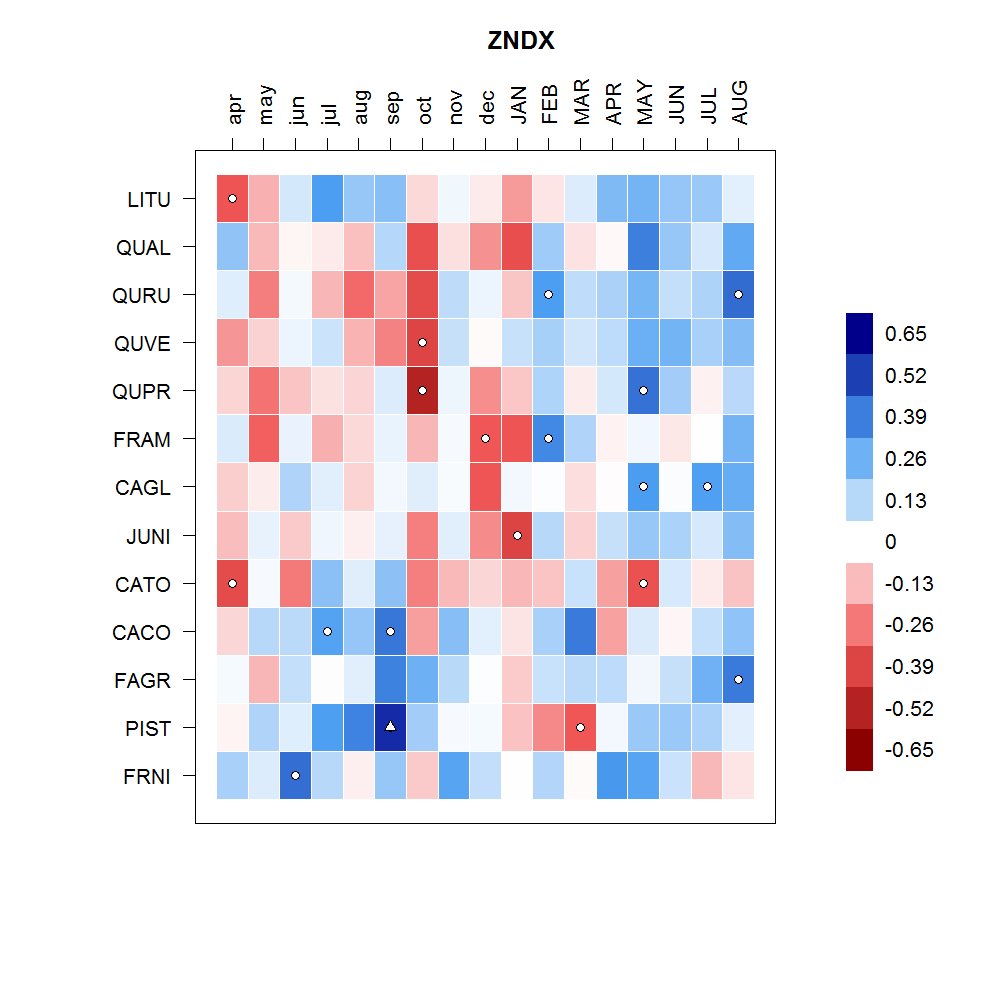 ZNDX
apr may jun jul aug sep oct nov dec JAN FEB MAR APR MAY JUN JUL AUG
LITU
QUAL
QURU
QUVE
QUPR
FRAM
CAGL
JUNI
CATO
CACO
FAGR
PIST
FRNI
0.65
0.52
0.39
0.26
0.13
0
-0.13
-0.26
-0.39
-0.52
-0.65